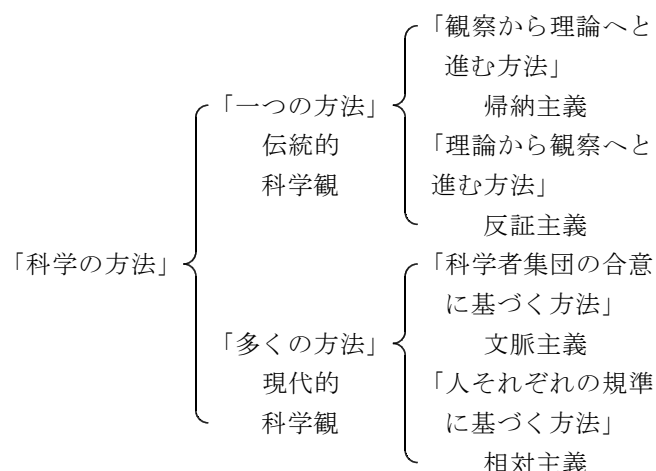 「観察から理論へと
進む方法」
帰納主義
「一つの方法」
伝統的
科学観
「理論から観察へと
進む方法」
反証主義
「科学の方法」
「科学者集団の合意
に基づく方法」
文脈主義
「多くの方法」
現代的
科学観
「人それぞれの規準
に基づく方法」
相対主義